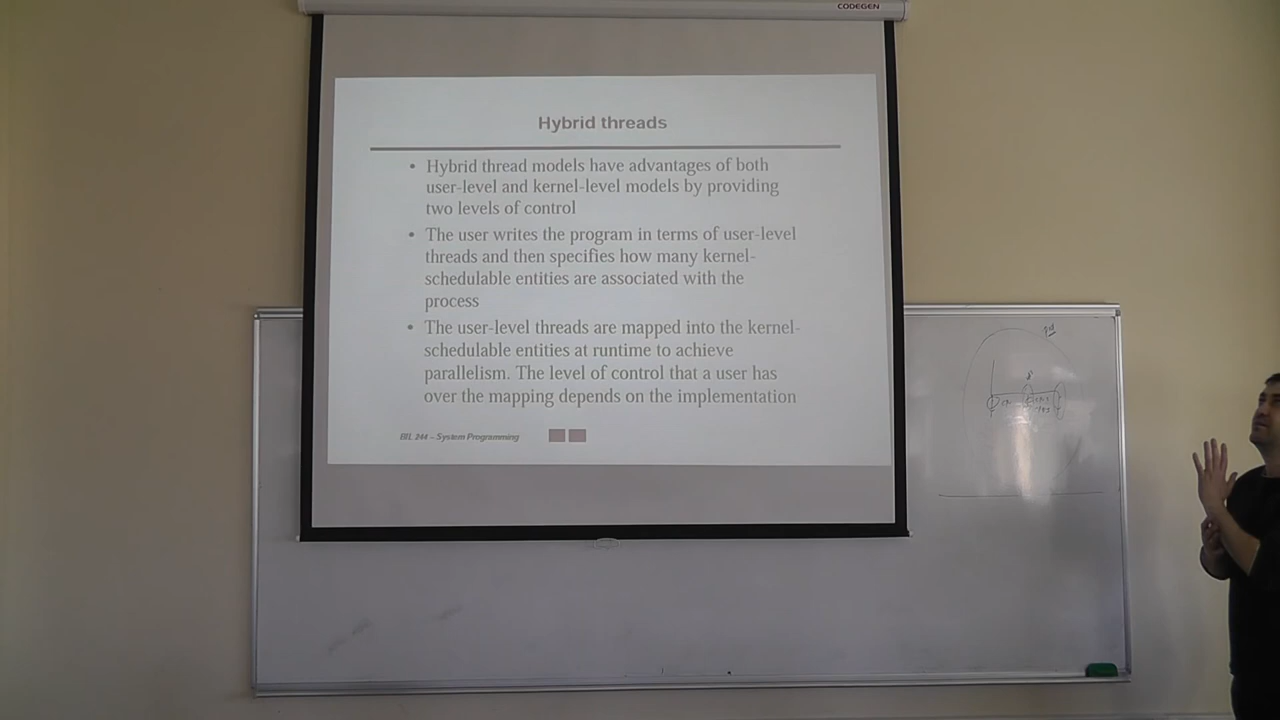 CODEGEN
Hybrid threads
• Hybrid thread models have advantages of both
user-level and kernel-level models by providing
two levels of control
• The user writes the program in terms of user-level
threads and then specifies how many kernel-
schedulable entities are associated with the
process
• The user-level threads are mapped into the kernel-
schedulable entities at runtime to achieve
parallelism. The level of control that a user has
over the mapping depends on the implementation
BIL 244 – System Programming